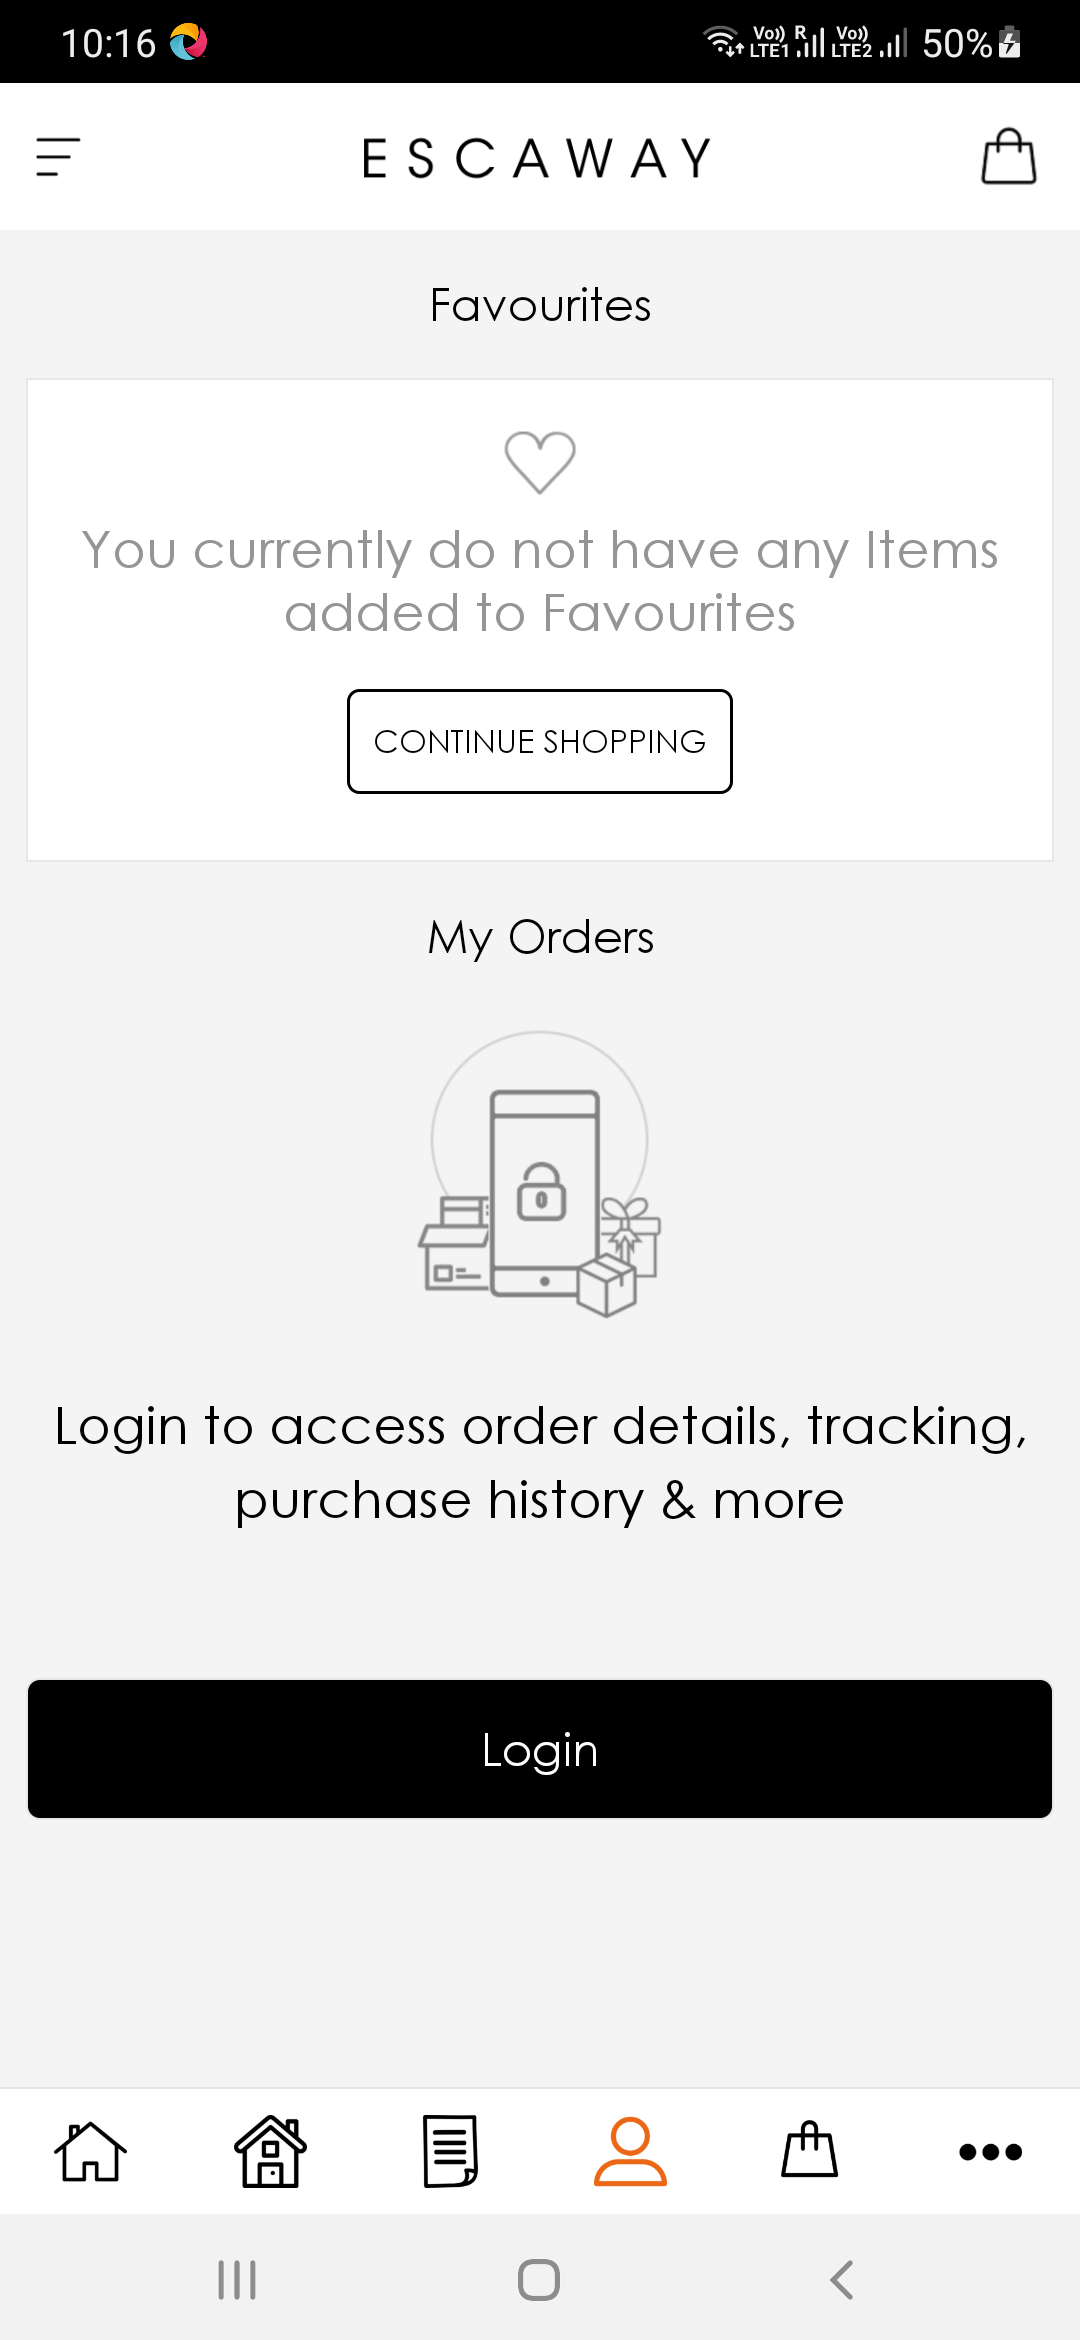 10:16
Vo)) R Vo))
LTE1 LTE2 50%
ESCAWAY
Favourites
You currently do not have any Items
added to Favourites
CONTINUE SHOPPING
My Orders
Login to access order details, tracking,
purchase history & more
Login